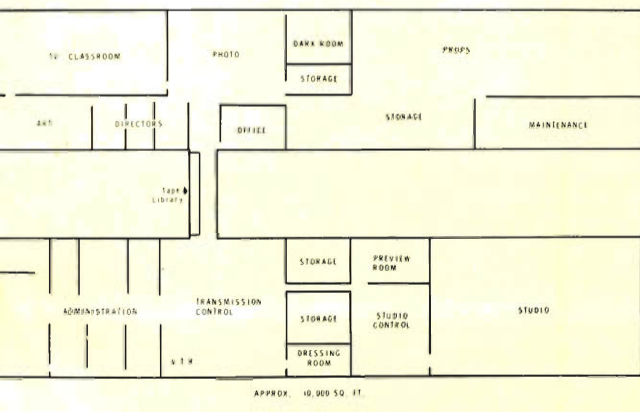 TV CLASSROOM
PHOTO
DARK ROOM
STORAGE
PROPS
ART
DIRECTORS
OFFICE
STORAGE
MAINTENANCE
Tape
Library
STORAGE
PREVIEW
ROOM
ADMINISTRATION
TRANSMISSION
CONTROL
STORAGE
STUDIO
CONTROL
STUDIO
DRESSING
ROOM
APPROX. 10,000 SQ. FT.